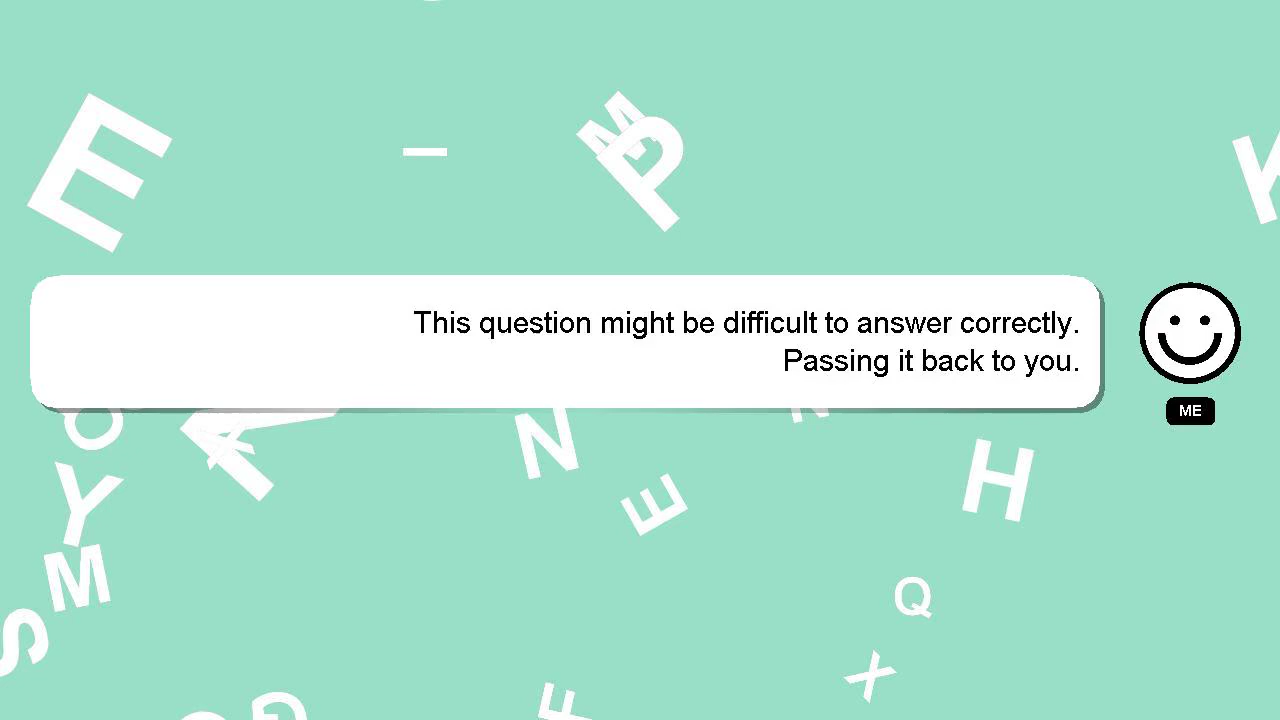 E
–
M
P
K
This question might be difficult to answer correctly.
Passing it back to you.
ME
N
H
Y
E
M
Q
S
X
G
F